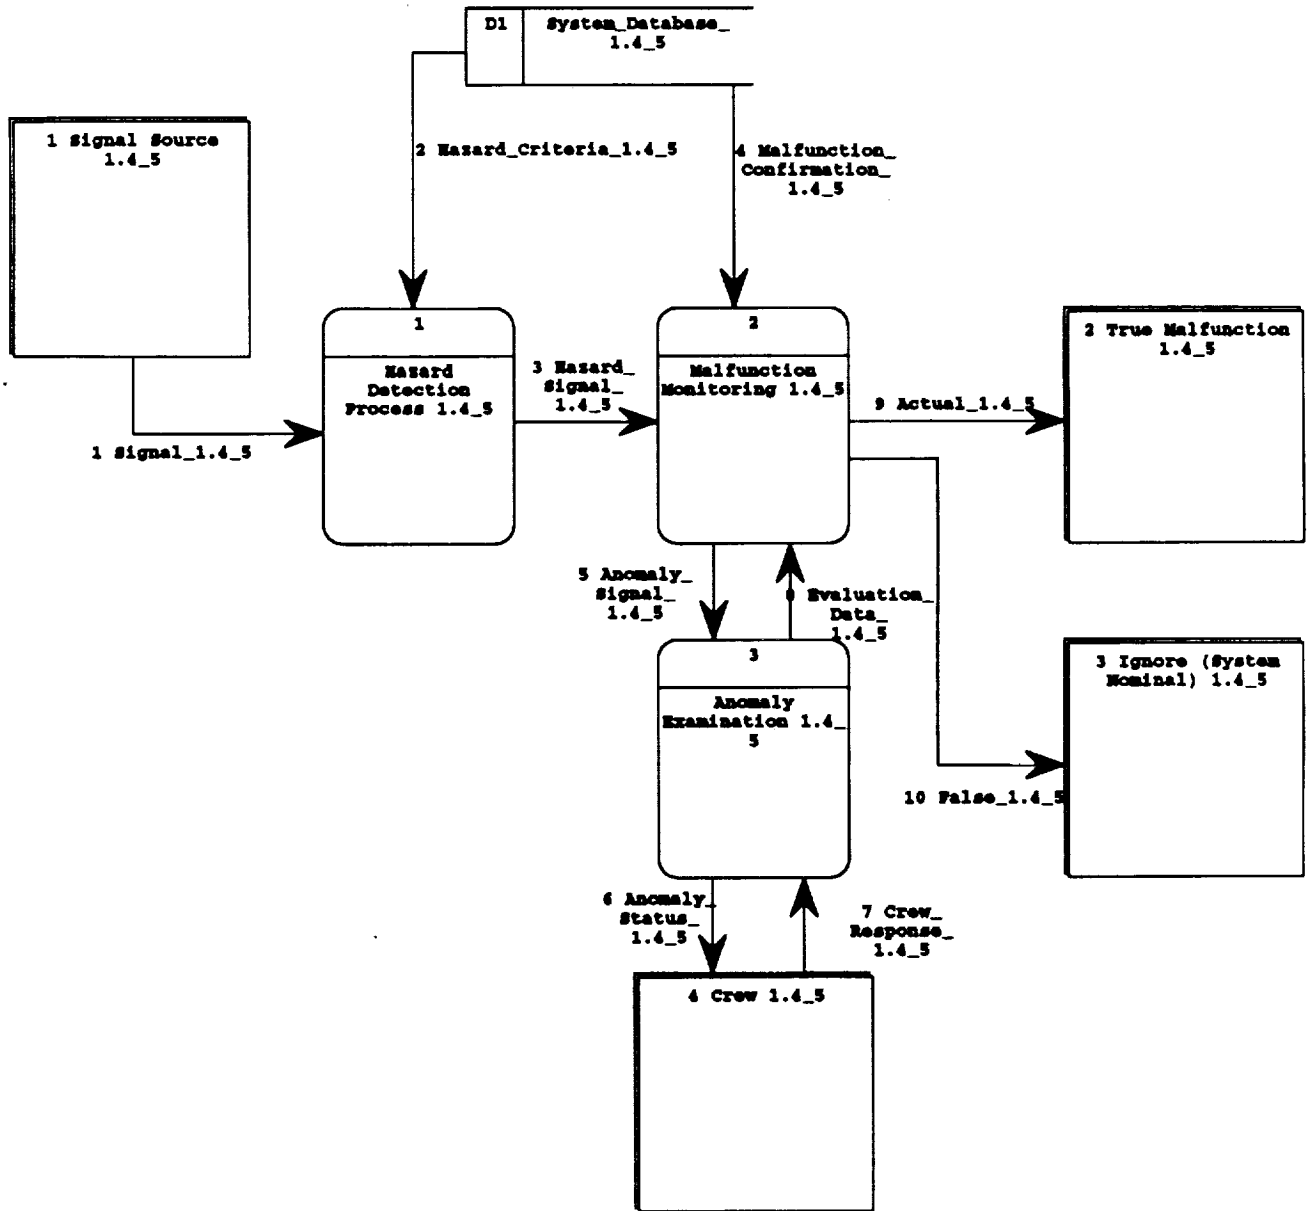 D1
System_Database_
1.4_5
1 Signal Source
1.4_5
2 Hazard_Criteria_1.4_5
4 Malfunction_
Confirmation_
1.4_5
1
Hazard
Detection
Process 1.4_5
3 Hazard_
Signal_
1.4_5
2
Malfunction
Monitoring 1.4_5
9 Actual_1.4_5
2 True Malfunction
1.4_5
1 Signal_1.4_5
5 Anomaly_
Signal_
1.4_5
Evaluation_
Data_
1.4_5
3
Anomaly
Examination 1.4_
5
3 Ignore (System
Nominal) 1.4_5
10 False_1.4_5
6 Anomaly_
Status_
1.4_5
7 Crew_
Response_
1.4_5
4 Crew 1.4_5